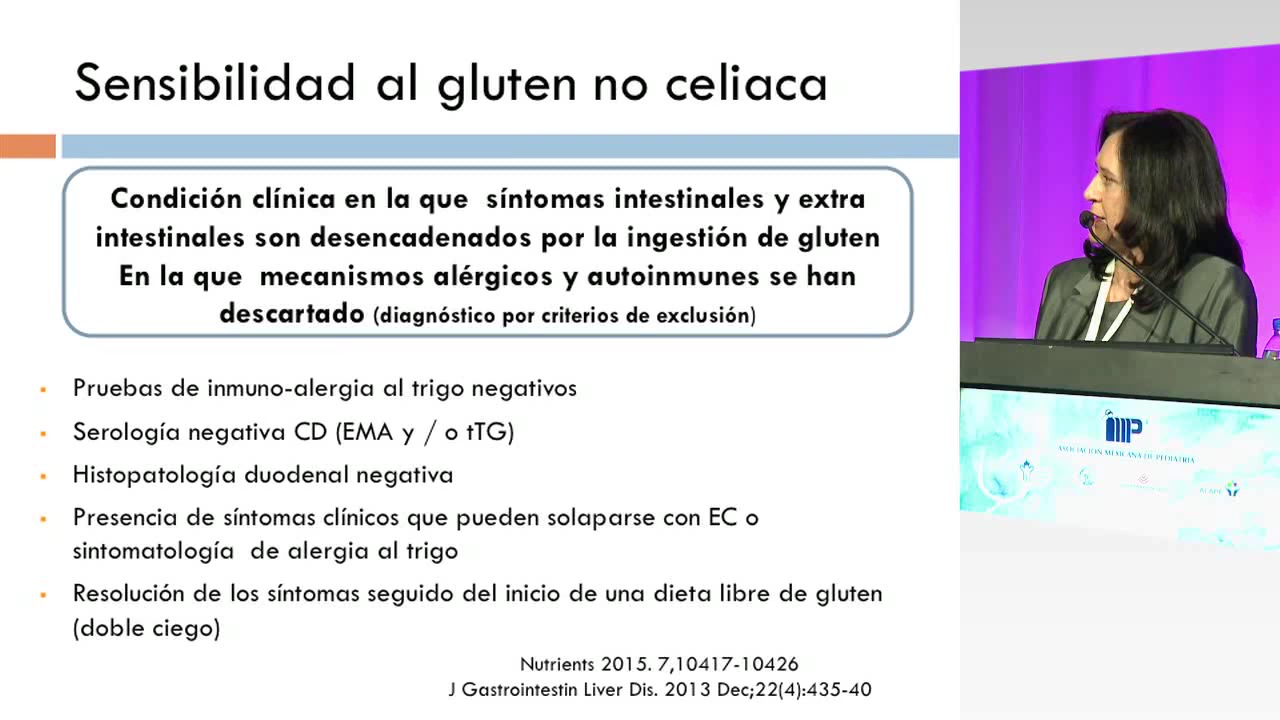 Sensibilidad al gluten no celiaca
Condición clínica en la que síntomas intestinales y extra
intestinales son desencadenados por la ingestión de gluten
En la que mecanismos alérgicos y autoinmunes se han
descartado (diagnóstico por criterios de exclusión)
Pruebas de inmuno-alergia al trigo negativos
Serología negativa CD (EMA y / o tTG)
Histopatología duodenal negativa
Presencia de síntomas clínicos que pueden solaparse con EC o
sintomatología de alergia al trigo
Resolución de los síntomas seguido del inicio de una dieta libre de gluten
(doble ciego)
Nutrients 2015. 7,10417-10426
J Gastrointestin Liver Dis. 2013 Dec;22(4):435-40
ASOCIACION MEXICANA DE PEDIATRIA